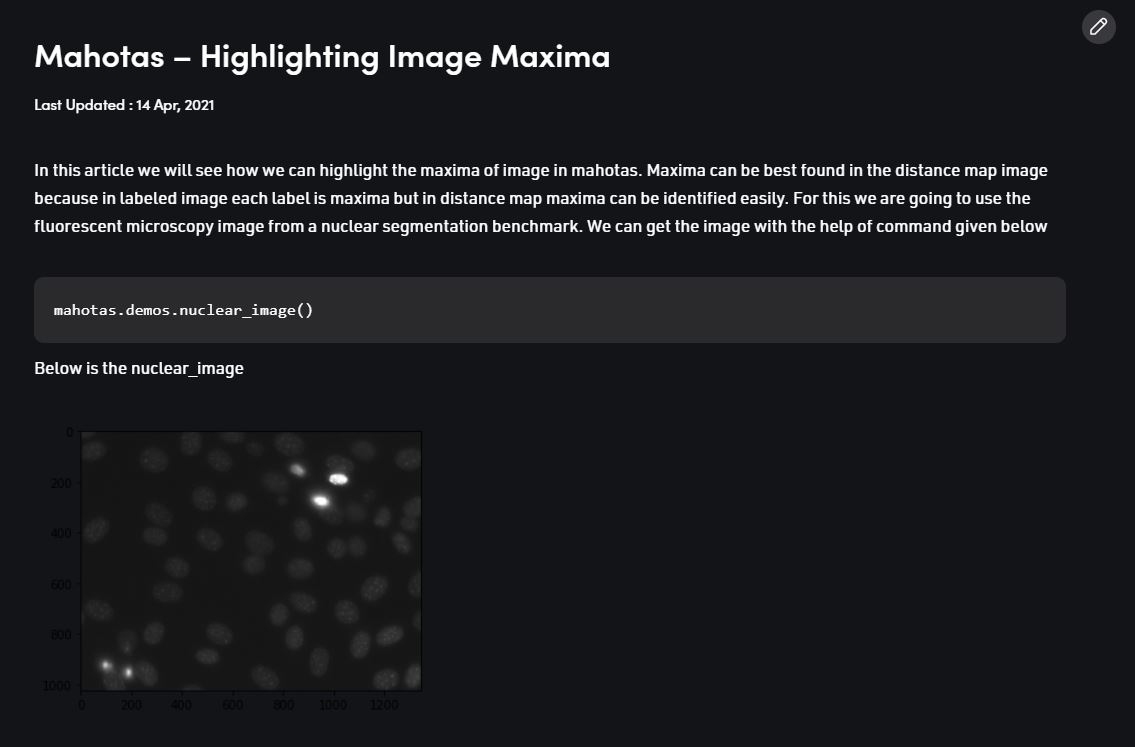 Mahotas – Highlighting Image Maxima
Last Updated : 14 Apr, 2021
In this article we will see how we can highlight the maxima of image in mahotas. Maxima can be best found in the distance map image
because in labeled image each label is maxima but in distance map maxima can be identified easily. For this we are going to use the
fluorescent microscopy image from a nuclear segmentation benchmark. We can get the image with the help of command given below
mahotas.demos.nuclear_image()
Below is the nuclear_image
0
200
400
600
800
1000
0 200 400 600 800 1000 1200